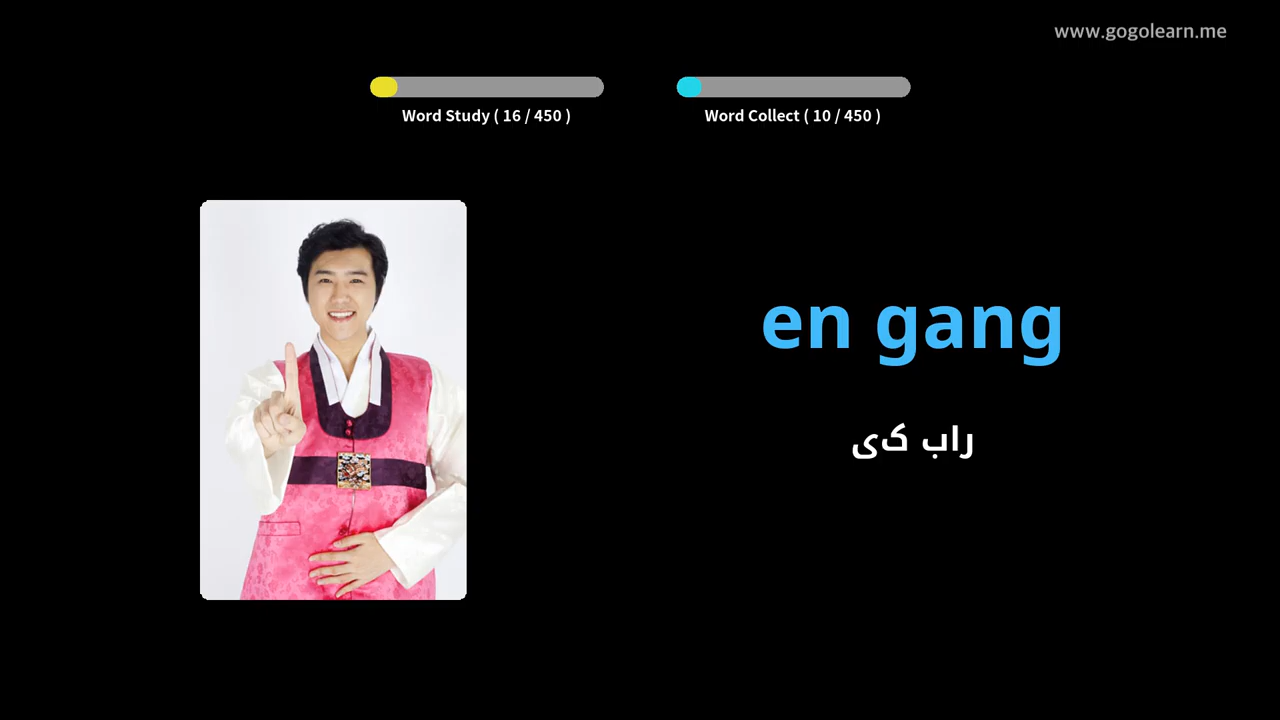 www.gogolearn.me
Word Study ( 16 / 450 )
Word Collect ( 10 / 450 )
en gang
راب کی